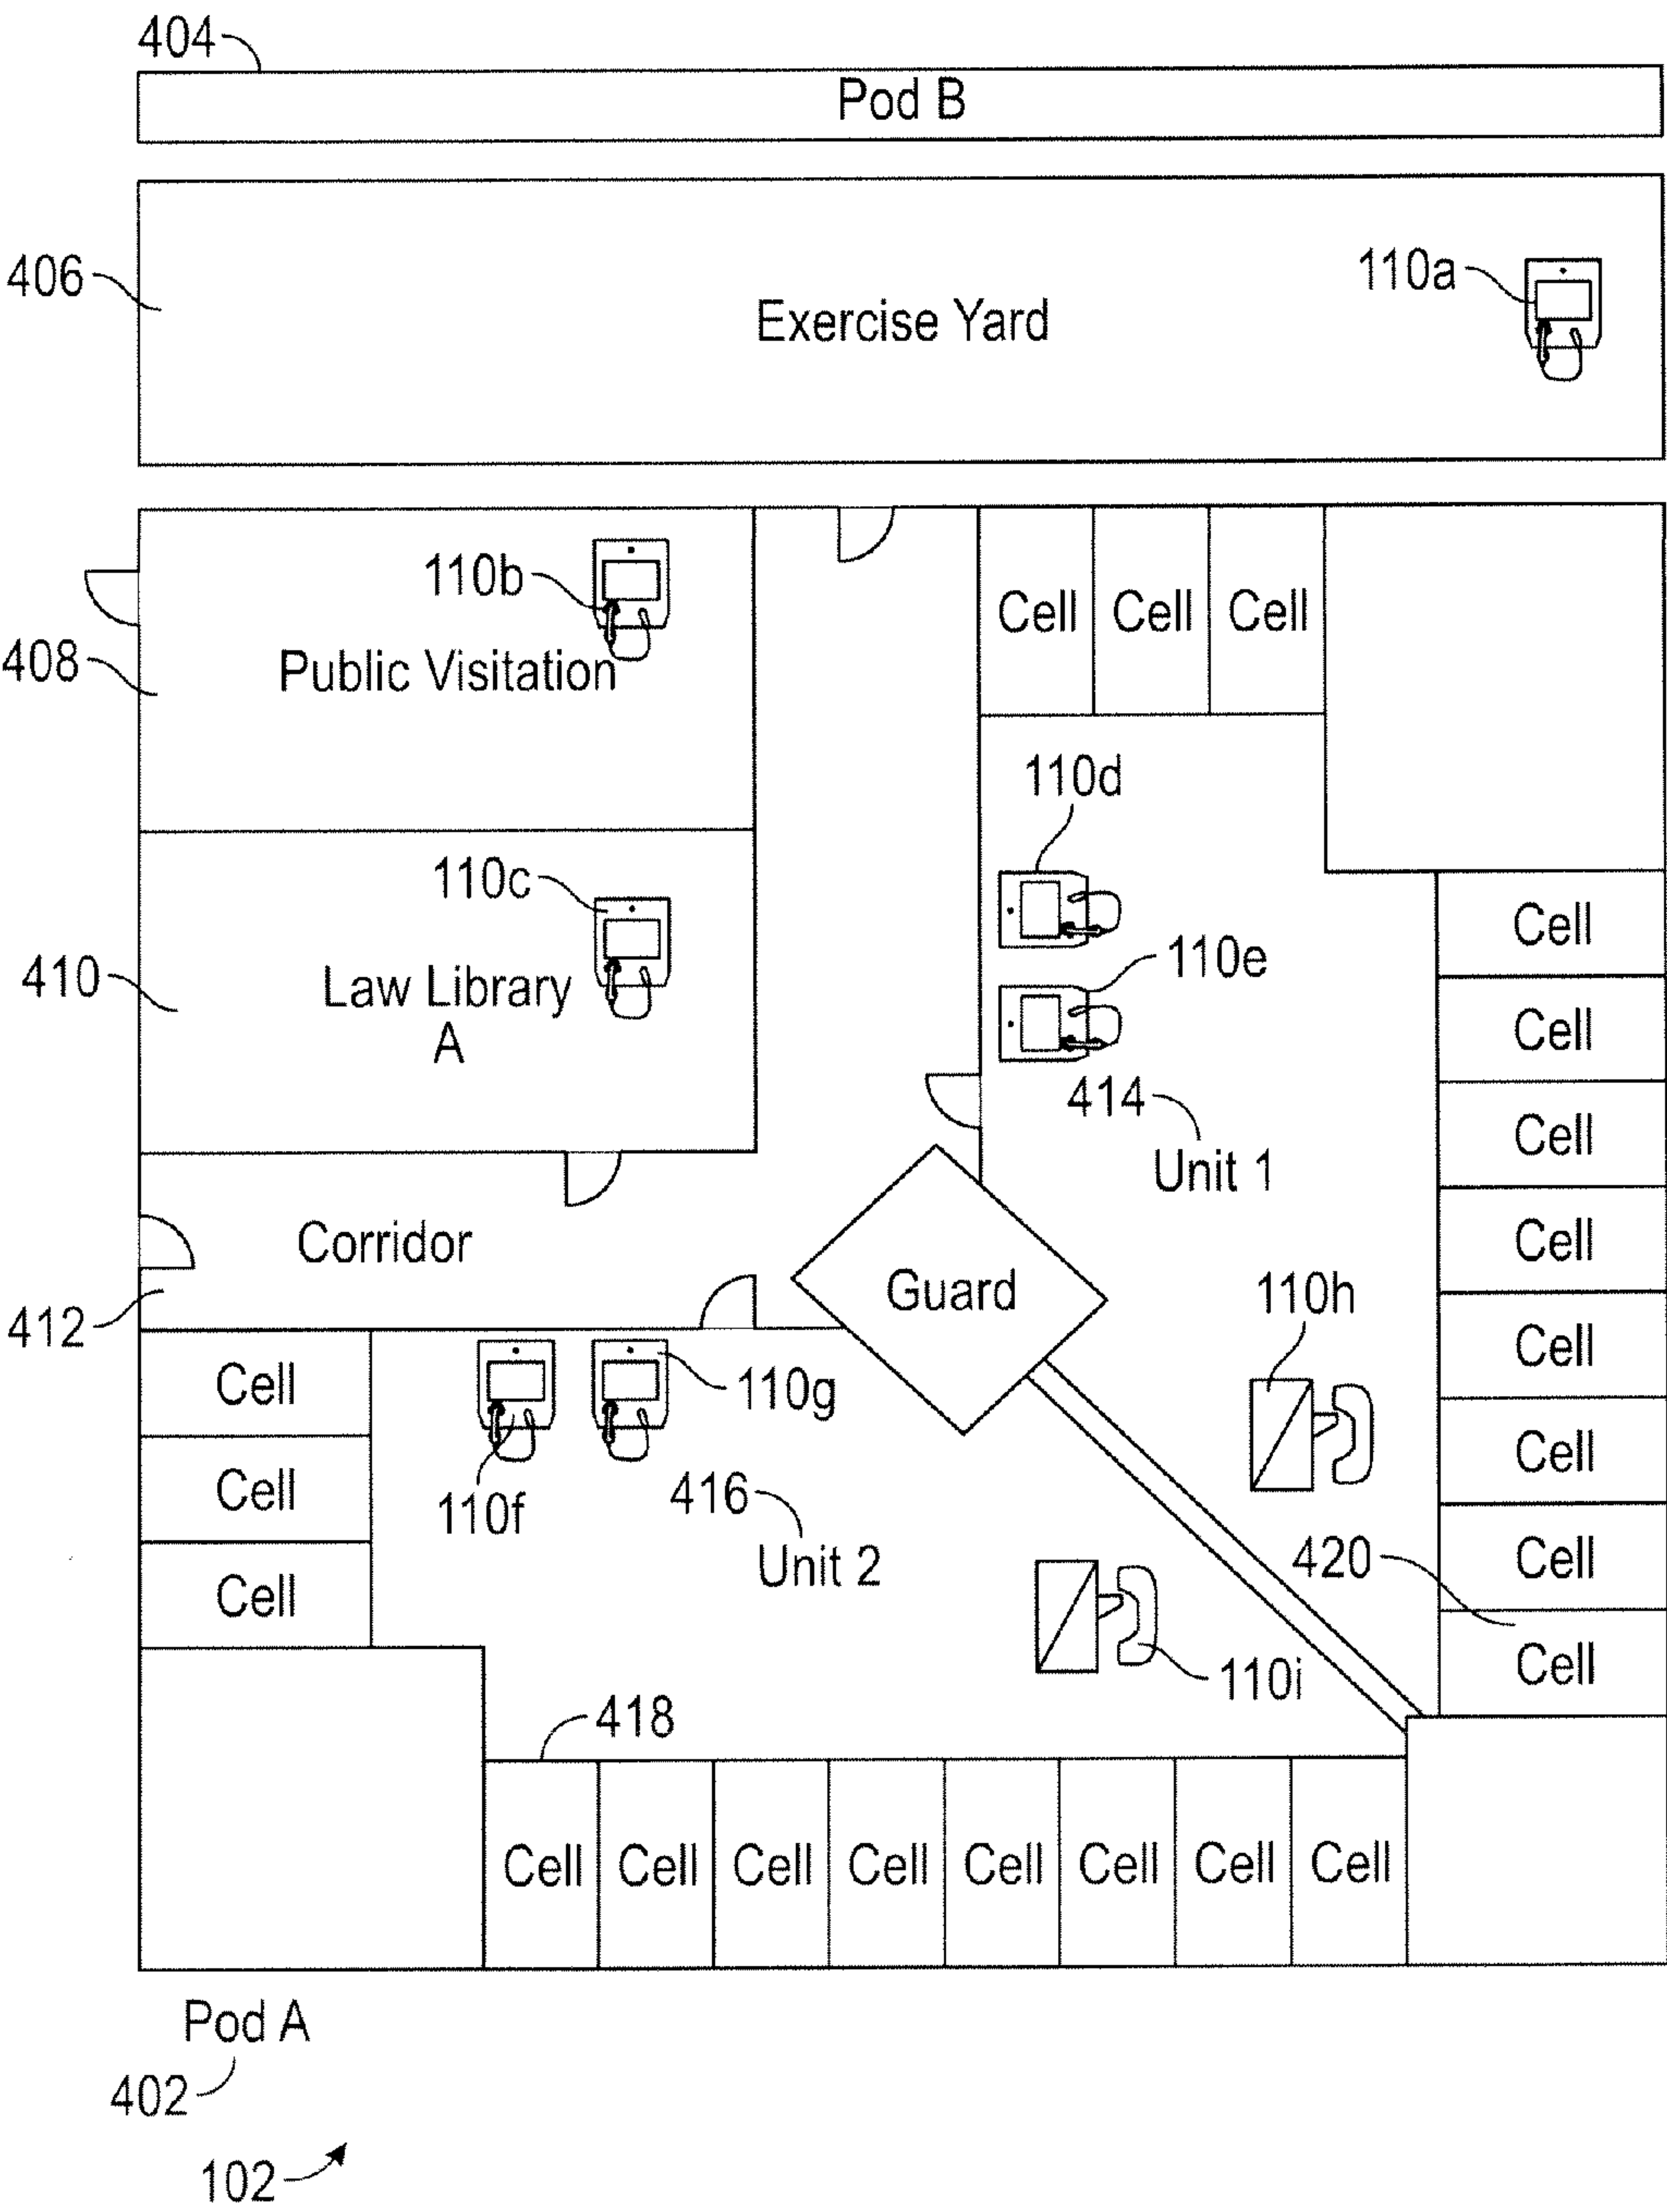 404
Pod B
406
Exercise Yard
110a
110b
408
Public Visitation
Cell Cell Cell
110d
110c
410
Law Library
A
110e
414
Unit 1
Cell
Cell
Cell
Cell
Cell
Cell
Cell
Cell
Corridor
412
Guard
110h
Cell
Cell
Cell
110g
110f
416
Unit 2
420
110i
418
Cell Cell Cell Cell Cell Cell Cell Cell
Pod A
402
102